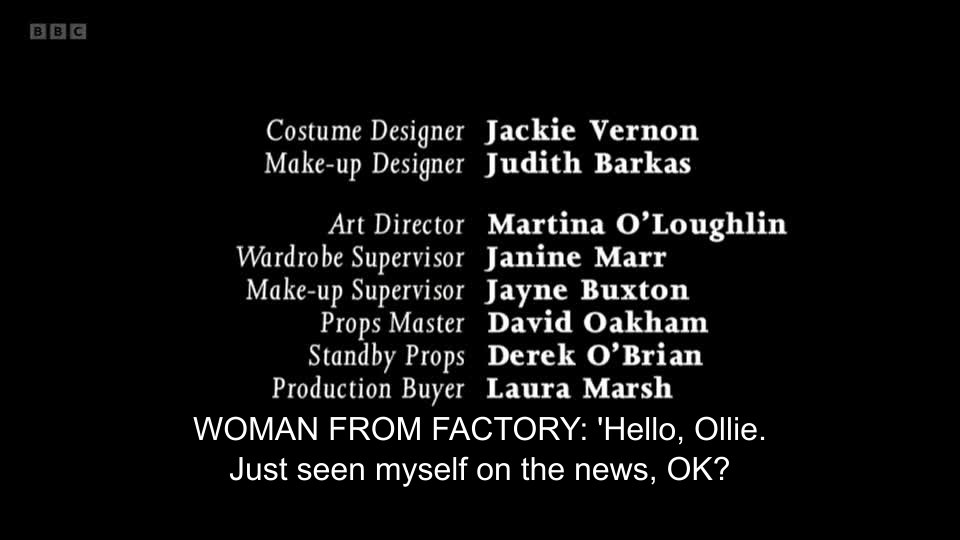 BBC
Costume Designer Jackie Vernon
Make-up Designer Judith Barkas
Art Director Martina O'Loughlin
Wardrobe Supervisor Janine Marr
Make-up Supervisor Jayne Buxton
Props Master David Oakham
Standby Props Derek O'Brian
Production Buyer Laura Marsh
WOMAN FROM FACTORY: 'Hello, Ollie.
Just seen myself on the news, OK?